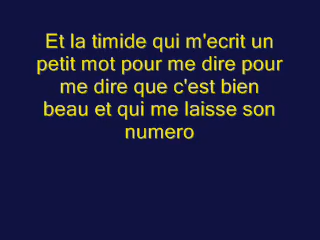 Et la timide qui m'ecrit un
petit mot pour me dire pour
me dire que c'est bien
beau et qui me laisse son
numero